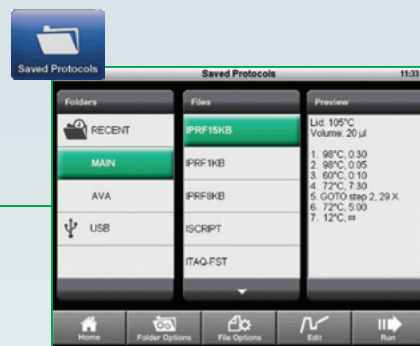 Saved Protocols
Saved Protocols 11:33
Folders
RECENT
MAIN
AVA
USB
Files
IPRF15KB
IPRF1KB
IPRF8KB
ISCRIPT
ITAQ-FST
Preview
Lid: 105°C
Volume: 20 µl
1. 98°C, 0:30
2. 98°C, 0:05
3. 60°C, 0:10
4. 72°C, 7:30
5. GOTO step 2, 29 X
6. 72°C, 5:00
7. 12°C, ∞
Home
Folder Options
File Options
Edit
Run